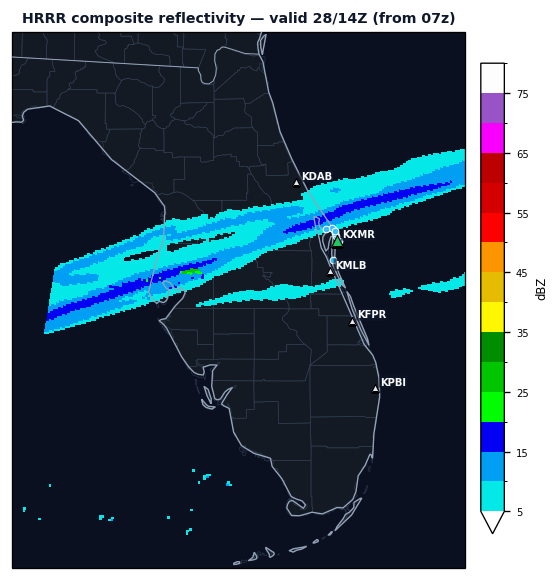 HRRR composite reflectivity — valid 28/14Z (from 07z)
KDAB
KXMR
KMLB
KFPR
KPBI
75
65
55
45
35
25
15
5
dBZ